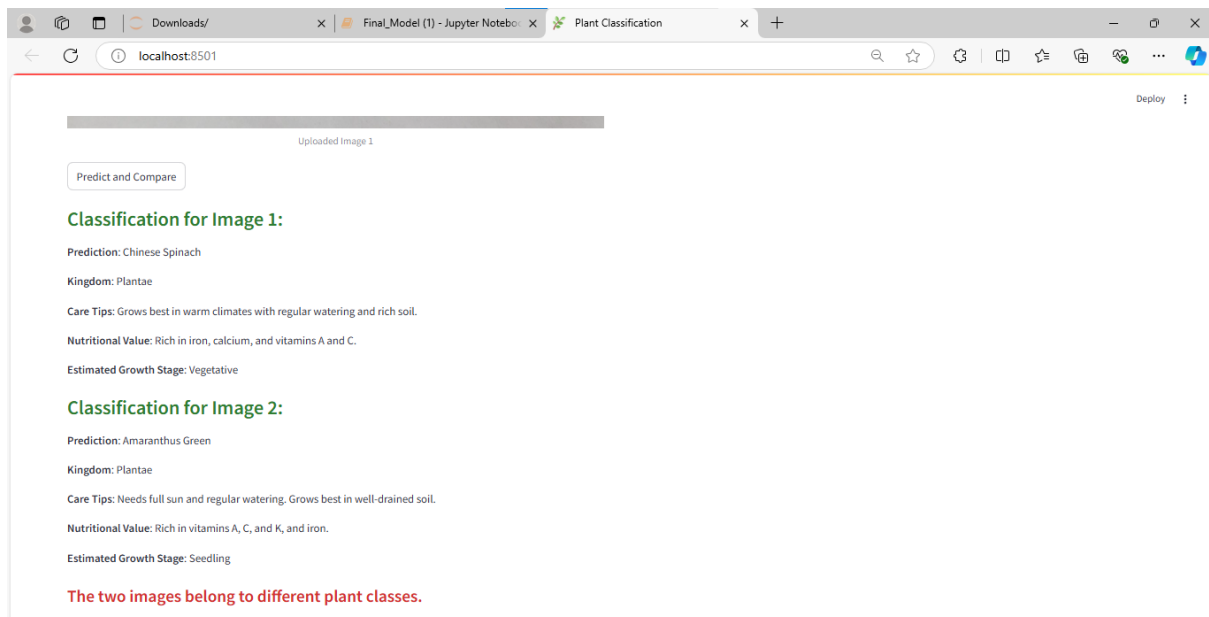 Downloads/
Final_Model (1) - Jupyter Notebo
Plant Classification
localhost:8501
Deploy
Uploaded Image 1
Predict and Compare
Classification for Image 1:
Prediction: Chinese Spinach
Kingdom: Plantae
Care Tips: Grows best in warm climates with regular watering and rich soil.
Nutritional Value: Rich in iron, calcium, and vitamins A and C.
Estimated Growth Stage: Vegetative
Classification for Image 2:
Prediction: Amaranthus Green
Kingdom: Plantae
Care Tips: Needs full sun and regular watering. Grows best in well-drained soil.
Nutritional Value: Rich in vitamins A, C, and K, and iron.
Estimated Growth Stage: Seedling
The two images belong to different plant classes.